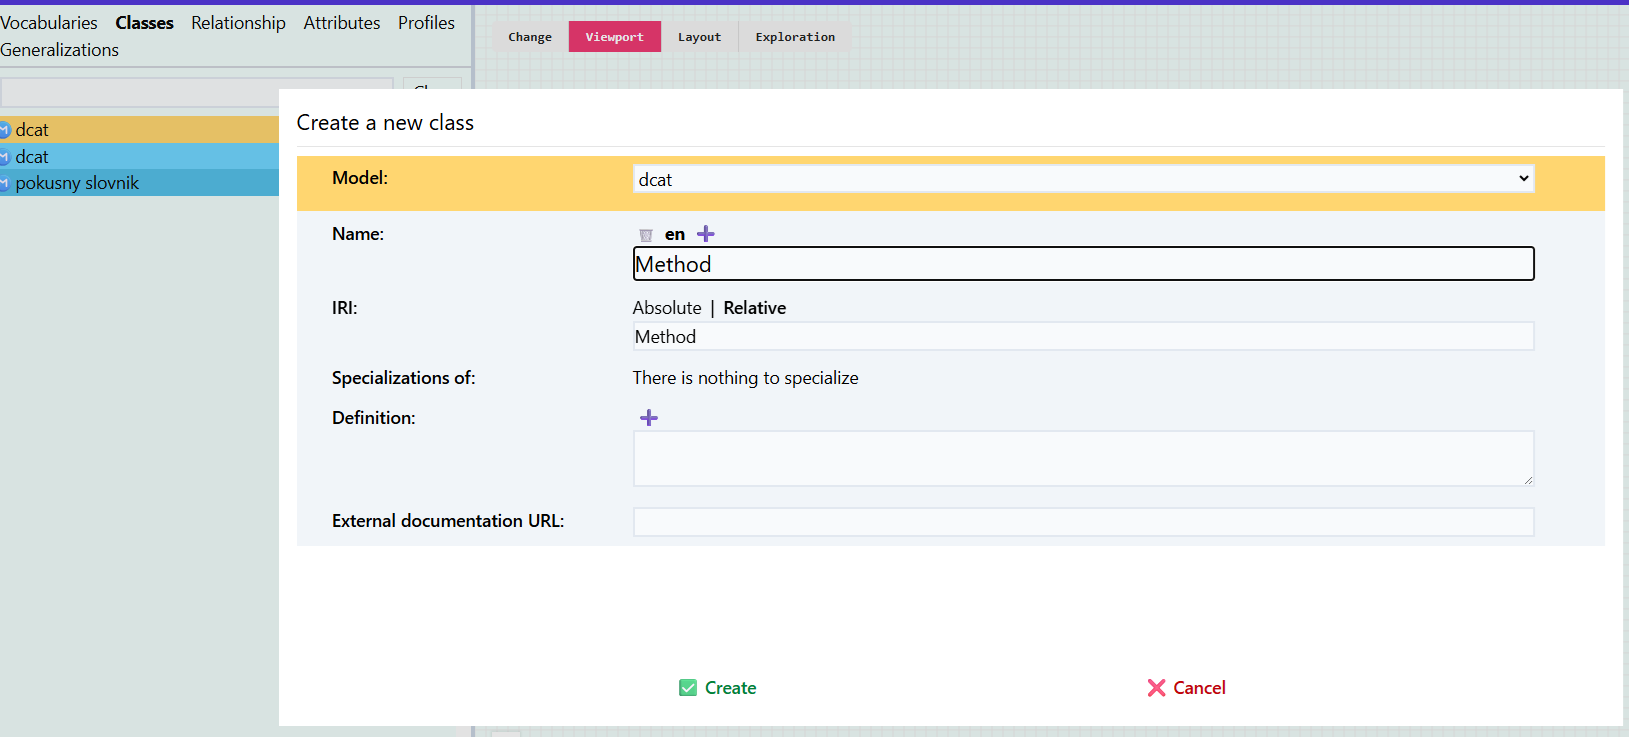 Vocabularies Classes Relationship Attributes Profiles
Generalizations
Change Viewport Layout Exploration
dcat
dcat
pokusny slovnik
Create a new class
Model: dcat
Name: en
Method
IRI: Absolute | Relative
Method
Specializations of: There is nothing to specialize
Definition:
External documentation URL:
Create Cancel